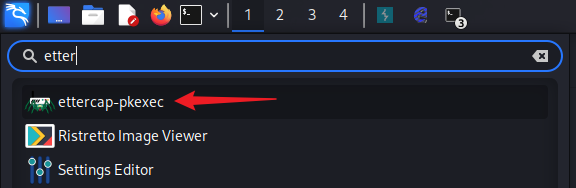 1 2 3 4 3
etter
ettercap-pkexec
Ristretto Image Viewer
Settings Editor